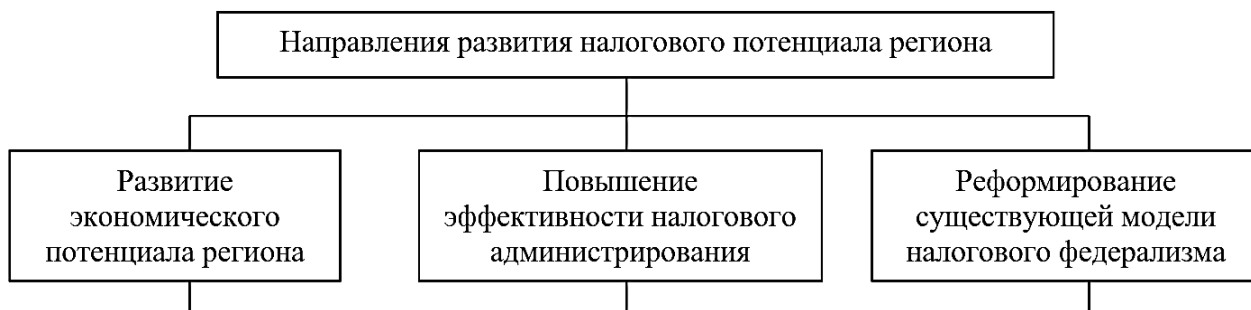 Направления развития налогового потенциала региона
Развитие
экономического
потенциала региона
Повышение
эффективности налогового
администрирования
Реформирование
существующей модели
налогового федерализма